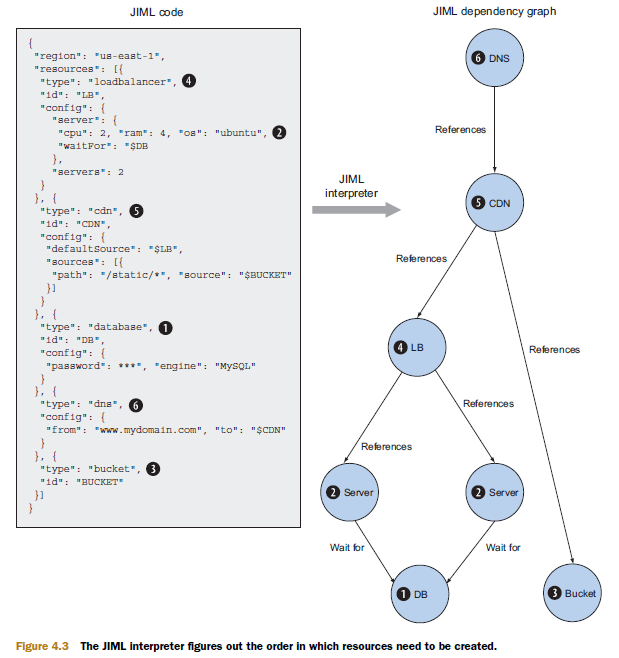 JIML code
{
"region": "us-east-1",
"resources": [{
"type": "loadbalancer", 4
"id": "LB",
"config": {
"server": {
"cpu": 2, "ram": 4, "os": "ubuntu", 2
"waitFor": "$DB
},
"servers": 2
}
}, {
"type": "cdn", 5
"id": "CDN",
"config": {
"defaultSource": "$LB",
"sources": [{
"path": "/static/*", "source": "$BUCKET"
}]
}
}, {
"type": "database", 1
"id": "DB",
"config": {
"password": ***", "engine": "MySQL"
}
}, {
"type": "dns", 6
"config": {
"from": "www.mydomain.com", "to": "$CDN"
}
}, {
"type": "bucket", 3
"id": "BUCKET"
}]
}
JIML
interpreter
JIML dependency graph
6 DNS
References
5 CDN
References
References
4 LB
References
References
2 Server
2 Server
Wait for
Wait for
1 DB
3 Bucket
Figure 4.3 The JIML interpreter figures out the order in which resources need to be created.